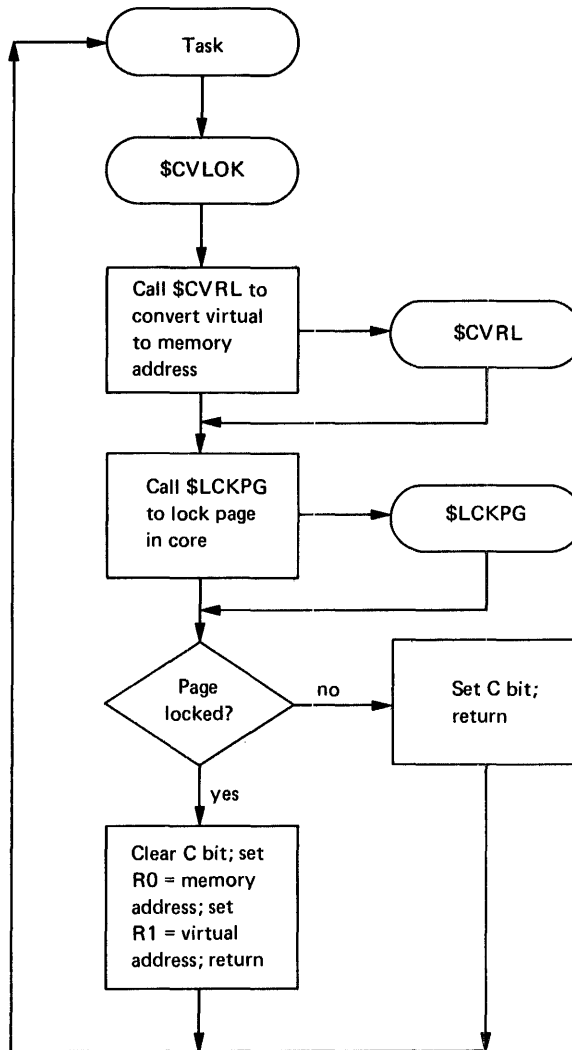 Task
$CVLOK
Call $CVRL to
convert virtual
to memory
address
$CVRL
Call $LCKPG
to lock page
in core
$LCKPG
Page
locked?
no
Set C bit;
return
yes
Clear C bit; set
R0 = memory
address; set
R1 = virtual
address; return